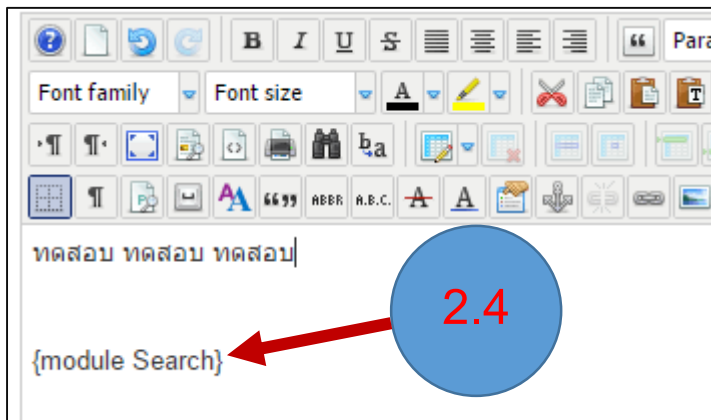 B I U S ¶ “ Para
Font family Font size A T
¶ ¶ b a
¶ P A “” ABBR A.B.C. A A
ทดสอบ ทดสอบ ทดสอบ
2.4
{module Search}